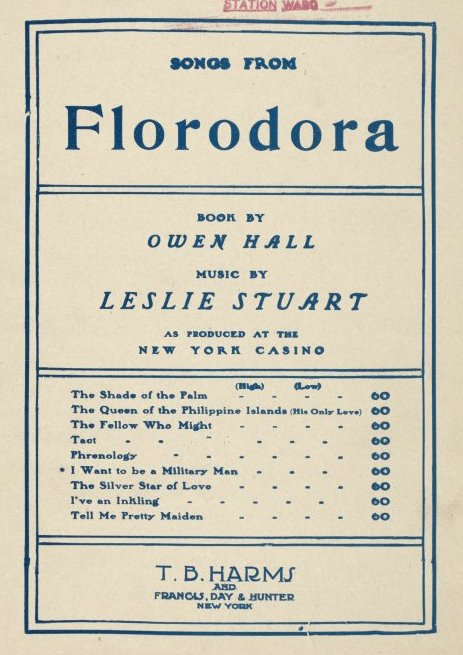 STATION WABC
SONGS FROM
Florodora
BOOK BY
OWEN HALL
MUSIC BY
LESLIE STUART
AS PRODUCED AT THE
NEW YORK CASINO
(High) (Low)
The Shade of the Palm - - - - 60
The Queen of the Philippine Islands (His Only Love) 60
The Fellow Who Might - - - - 60
Tact - - - - - - - 60
Phrenology - - - - - - 60
* I Want to be a Military Man - - - - 60
The Silver Star of Love - - - - 60
I've an Inkling - - - - - 60
Tell Me Pretty Maiden - - - - 60
T. B. HARMS
AND
FRANCIS, DAY & HUNTER
NEW YORK